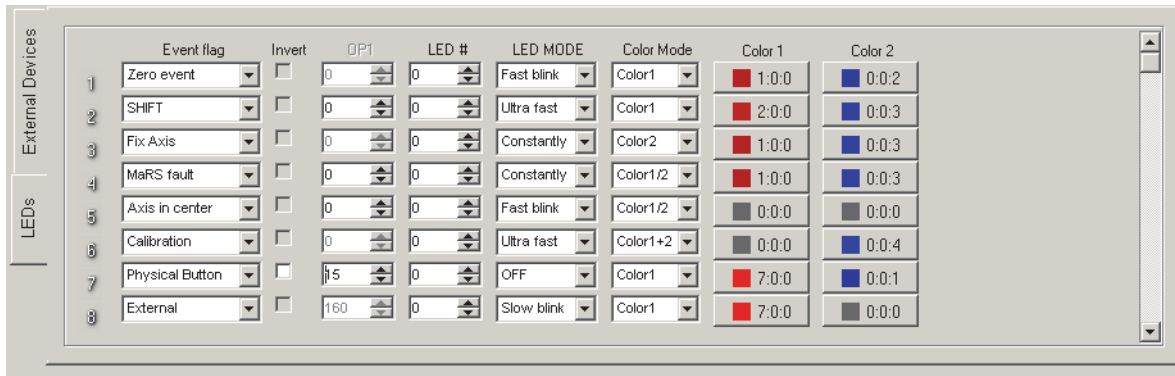 External Devices
LEDs
Event flag Invert OP1 LED # LED MODE Color Mode Color 1 Color 2
1 Zero event 0 0 Fast blink Color1 1:0:0 0:0:2
2 SHIFT 0 0 Ultra fast Color1 2:0:0 0:0:3
3 Fix Axis 0 0 Constantly Color2 1:0:0 0:0:3
4 MaRS fault 0 0 Constantly Color1/2 1:0:0 0:0:3
5 Axis in center 0 0 Fast blink Color1/2 0:0:0 0:0:0
6 Calibration 0 0 Ultra fast Color1+2 0:0:0 0:0:4
7 Physical Button 15 0 OFF Color1 7:0:0 0:0:1
8 External 160 0 Slow blink Color1 7:0:0 0:0:0